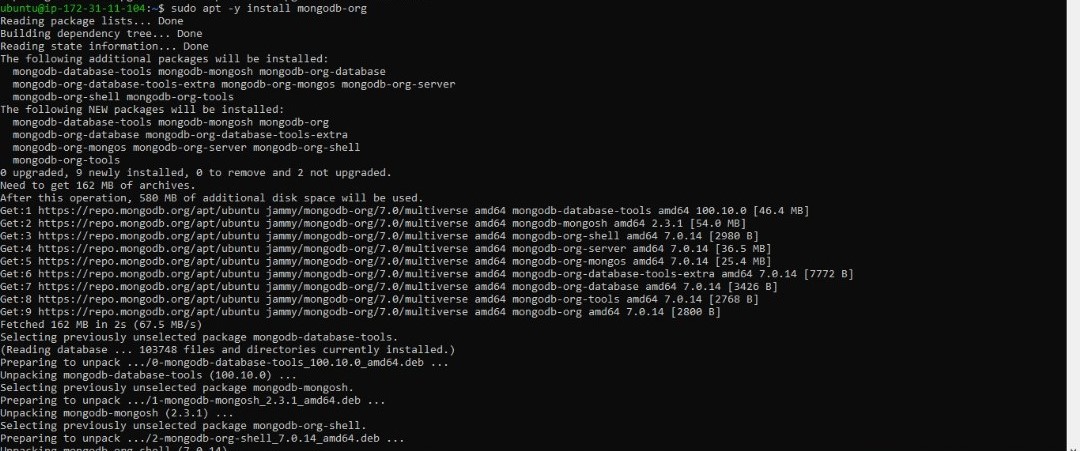 ubuntu@ip-172-31-11-104:~$ sudo apt -y install mongodb-org
Reading package lists... Done
Building dependency tree... Done
Reading state information... Done
The following additional packages will be installed:
  mongodb-database-tools mongodb-mongosh mongodb-org-database
  mongodb-org-database-tools-extra mongodb-org-mongos mongodb-org-server
  mongodb-org-shell mongodb-org-tools
The following NEW packages will be installed:
  mongodb-database-tools mongodb-mongosh mongodb-org
  mongodb-org-database mongodb-org-database-tools-extra
  mongodb-org-mongos mongodb-org-server mongodb-org-shell
  mongodb-org-tools
0 upgraded, 9 newly installed, 0 to remove and 2 not upgraded.
Need to get 162 MB of archives.
After this operation, 580 MB of additional disk space will be used.
Get:1 https://repo.mongodb.org/apt/ubuntu jammy/mongodb-org/7.0/multiverse amd64 mongodb-database-tools amd64 100.10.0 [46.4 MB]
Get:2 https://repo.mongodb.org/apt/ubuntu jammy/mongodb-org/7.0/multiverse amd64 mongodb-mongosh amd64 2.3.1 [54.0 MB]
Get:3 https://repo.mongodb.org/apt/ubuntu jammy/mongodb-org/7.0/multiverse amd64 mongodb-org-shell amd64 7.0.14 [2980 B]
Get:4 https://repo.mongodb.org/apt/ubuntu jammy/mongodb-org/7.0/multiverse amd64 mongodb-org-server amd64 7.0.14 [36.5 MB]
Get:5 https://repo.mongodb.org/apt/ubuntu jammy/mongodb-org/7.0/multiverse amd64 mongodb-org-mongos amd64 7.0.14 [25.4 MB]
Get:6 https://repo.mongodb.org/apt/ubuntu jammy/mongodb-org/7.0/multiverse amd64 mongodb-org-database-tools-extra amd64 7.0.14 [7772 B]
Get:7 https://repo.mongodb.org/apt/ubuntu jammy/mongodb-org/7.0/multiverse amd64 mongodb-org-database amd64 7.0.14 [3426 B]
Get:8 https://repo.mongodb.org/apt/ubuntu jammy/mongodb-org/7.0/multiverse amd64 mongodb-org-tools amd64 7.0.14 [2768 B]
Get:9 https://repo.mongodb.org/apt/ubuntu jammy/mongodb-org/7.0/multiverse amd64 mongodb-org amd64 7.0.14 [2800 B]
Fetched 162 MB in 2s (67.5 MB/s)
Selecting previously unselected package mongodb-database-tools.
(Reading database ... 103748 files and directories currently installed.)
Preparing to unpack .../0-mongodb-database-tools_100.10.0_amd64.deb ...
Unpacking mongodb-database-tools (100.10.0) ...
Selecting previously unselected package mongodb-mongosh.
Preparing to unpack .../1-mongodb-mongosh_2.3.1_amd64.deb ...
Unpacking mongodb-mongosh (2.3.1) ...
Selecting previously unselected package mongodb-org-shell.
Preparing to unpack .../2-mongodb-org-shell_7.0.14_amd64.deb ...
Unpacking mongodb-org-shell (7.0.14)